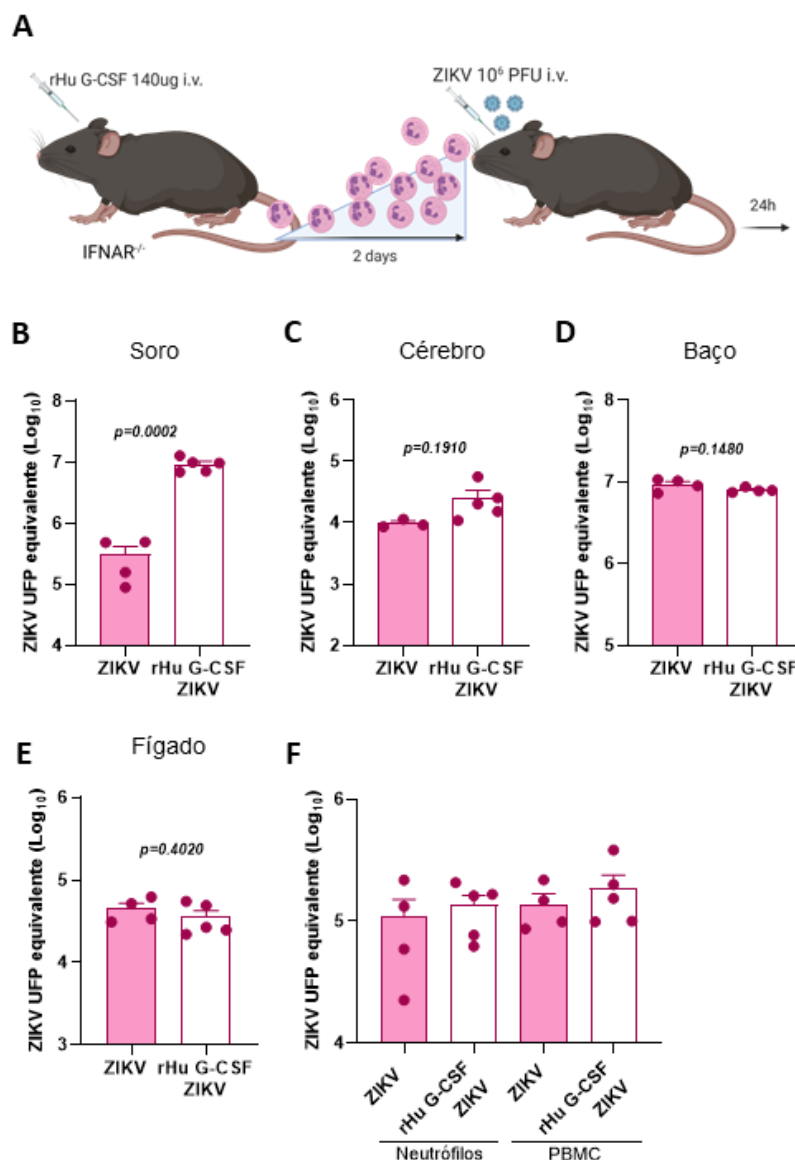 A
rHu G-CSF 140ug i.v.
ZIKV 10⁶ PFU i.v.
IFNAR⁻/⁻
2 days
24h
B
Soro
ZIKV UFP equivalente (Log₁₀)
8
7
6
5
4
p=0.0002
ZIKV
rHu G-CSF
ZIKV
C
Cérebro
ZIKV UFP equivalente (Log₁₀)
6
5
4
3
2
p=0.1910
ZIKV
rHu G-CSF
ZIKV
D
Baço
ZIKV UFP equivalente (Log₁₀)
8
7
6
5
p=0.1480
ZIKV
rHu G-CSF
ZIKV
E
Fígado
ZIKV UFP equivalente (Log₁₀)
6
5
4
3
p=0.4020
ZIKV
rHu G-CSF
ZIKV
F
ZIKV UFP equivalente (Log₁₀)
6
5
4
ZIKV
rHu G-CSF
ZIKV
ZIKV
rHu G-CSF
ZIKV
Neutrófilos
PBMC